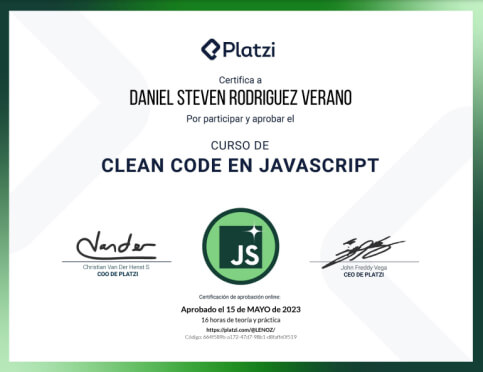 Platzi
Certifica a
DANIEL STEVEN RODRIGUEZ VERANO
Por participar y aprobar el
CURSO DE
CLEAN CODE EN JAVASCRIPT
JS
Christian Van Der Henst S
COO DE PLATZI
John Freddy Vega
CEO DE PLATZI
Certificación de aprobación online:
Aprobado el 15 de MAYO de 2023
16 horas de teoría y práctica
https://platzi.com/@LENOZ/
Código: